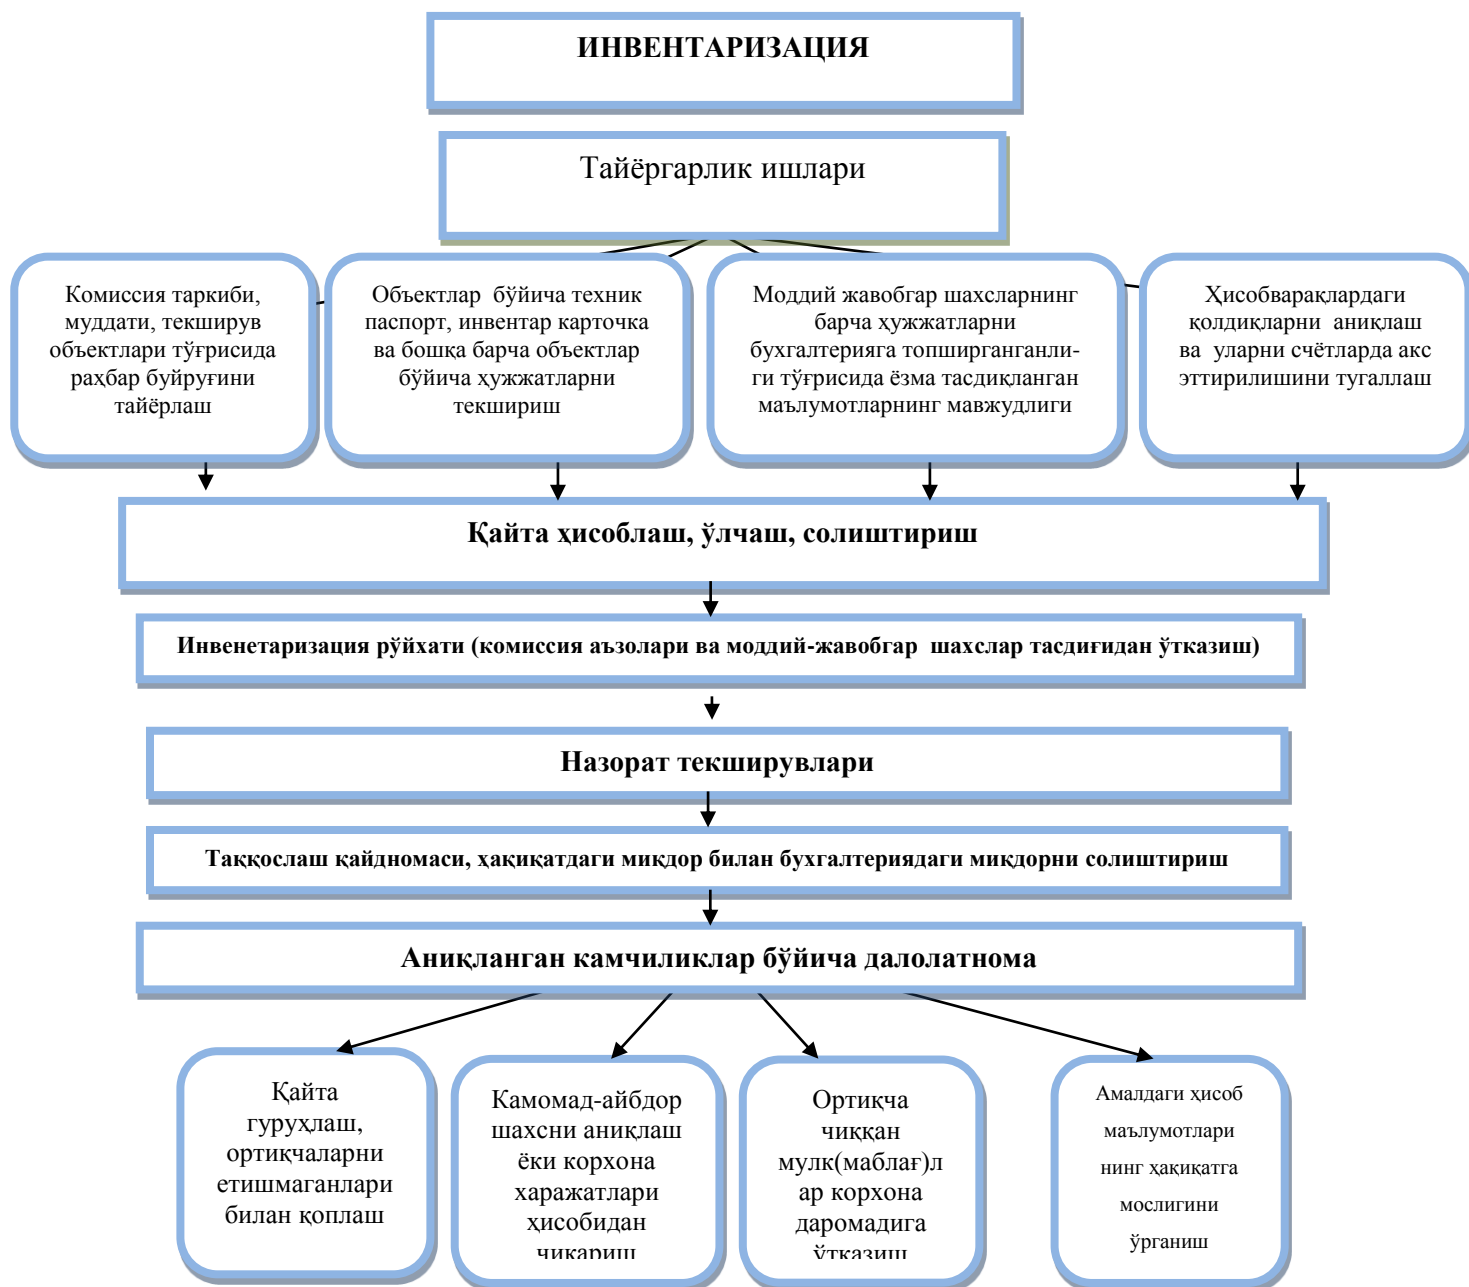 ИНВЕНТАРИЗАЦИЯ
Тайёргарлик ишлари
Комиссия таркиби,
муддати, текширув
объектлари тўғрисида
раҳбар буйруғини
тайёрлаш
Объектлар бўйича техник
паспорт, инвентар карточка
ва бошқа барча объектлар
бўйича ҳужжатларни
текшириш
Моддий жавобгар шахсларнинг
барча ҳужжатларни
бухгалтерияга топширганганли-
ги тўғрисида ёзма тасдиқланган
маълумотларнинг мавжудлиги
Ҳисобварақлардаги
қолдиқларни аниқлаш
ва уларни счётларда акс
эттирилишини тугаллаш
Қайта ҳисоблаш, ўлчаш, солиштириш
Инвенетаризация рўйхати (комиссия аъзолари ва моддий-жавобгар шахслар тасдиғидан ўтказиш)
Назорат текширувлари
Таққослаш қайдномаси, ҳақиқатдаги миқдор билан бухгалтериядаги миқдорни солиштириш
Аниқланган камчиликлар бўйича далолатнома
Қайта
гуруҳлаш,
ортиқчаларни
етишмаганлари
билан қоплаш
Камомад-айбдор
шахсни аниқлаш
ёки корхона
харажатлари
ҳисобидан
чиқариш
Ортиқча
чиққан
мулк(маблағ)л
ар корхона
даромадига
ўтказиш
Амалдаги ҳисоб
маълумотлари
нинг ҳақиқатга
мослигини
ўрганиш